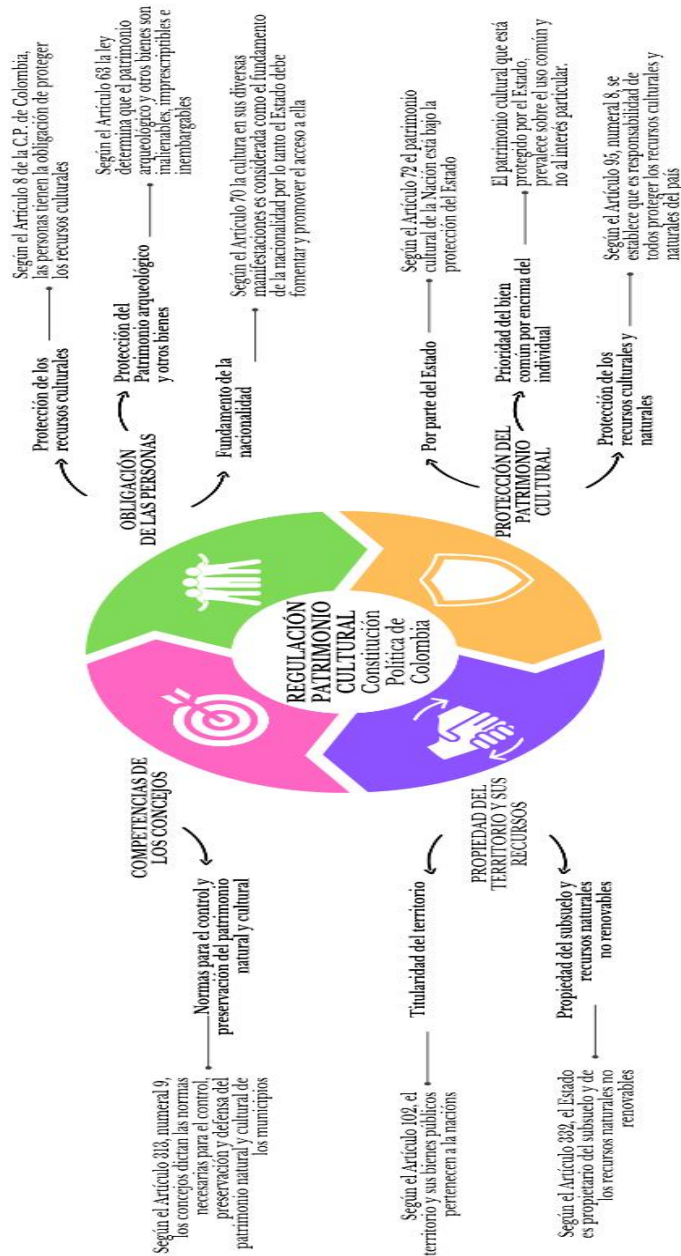 REGULACIÓN
PATRIMONIO
CULTURAL
Constitución
Política de
Colombia
COMPETENCIAS DE
LOS CONCEJOS
Normas para el control y
preservación del patrimonio
natural y cultural
Según el Artículo 313, numeral 9,
los concejos dictan las normas
necesarias para el control,
preservación y defensa del
patrimonio natural y cultural de
los municipios
OBLIGACIÓN
DE LAS PERSONAS
Protección de los
recursos culturales
Según el Artículo 8 de la C.P. de Colombia,
las personas tienen la obligación de proteger
los recursos culturales
Protección del
Patrimonio arqueológico
y otros bienes
Según el Artículo 63 la ley
determina que el patrimonio
arqueológico y otros bienes son
inalienables, imprescriptibles e
inembargables
Fundamento de la
nacionalidad
Según el Artículo 70 la cultura en sus diversas
manifestaciones es considerada como el fundamento
de la nacionalidad por lo tanto el Estado debe
fomentar y promover el acceso a ella
PROPIEDAD DEL
TERRITORIO Y SUS
RECURSOS
Titularidad del territorio
Según el Artículo 102, el
territorio y sus bienes públicos
pertenecen a la nacións
Propiedad del subsuelo y
recursos naturales
no renovables
Según el Artículo 332, el Estado
es propietario del subsuelo y de
los recursos naturales no
renovables
PROTECCIÓN DEL
PATRIMONIO
CULTURAL
Por parte del Estado
Según el Artículo 72 el patrimonio
cultural de la Nación está bajo la
protección del Estado
Prioridad del bien
común por encima del
individual
El patrimonio cultural que está
protegido por el Estado,
prevalece sobre el uso común y
no al interés particular.
Protección de los
recursos culturales y
naturales
Según el Artículo 95, numeral 8, se
establece que es responsabilidad de
todos proteger los recursos culturales y
naturales del país